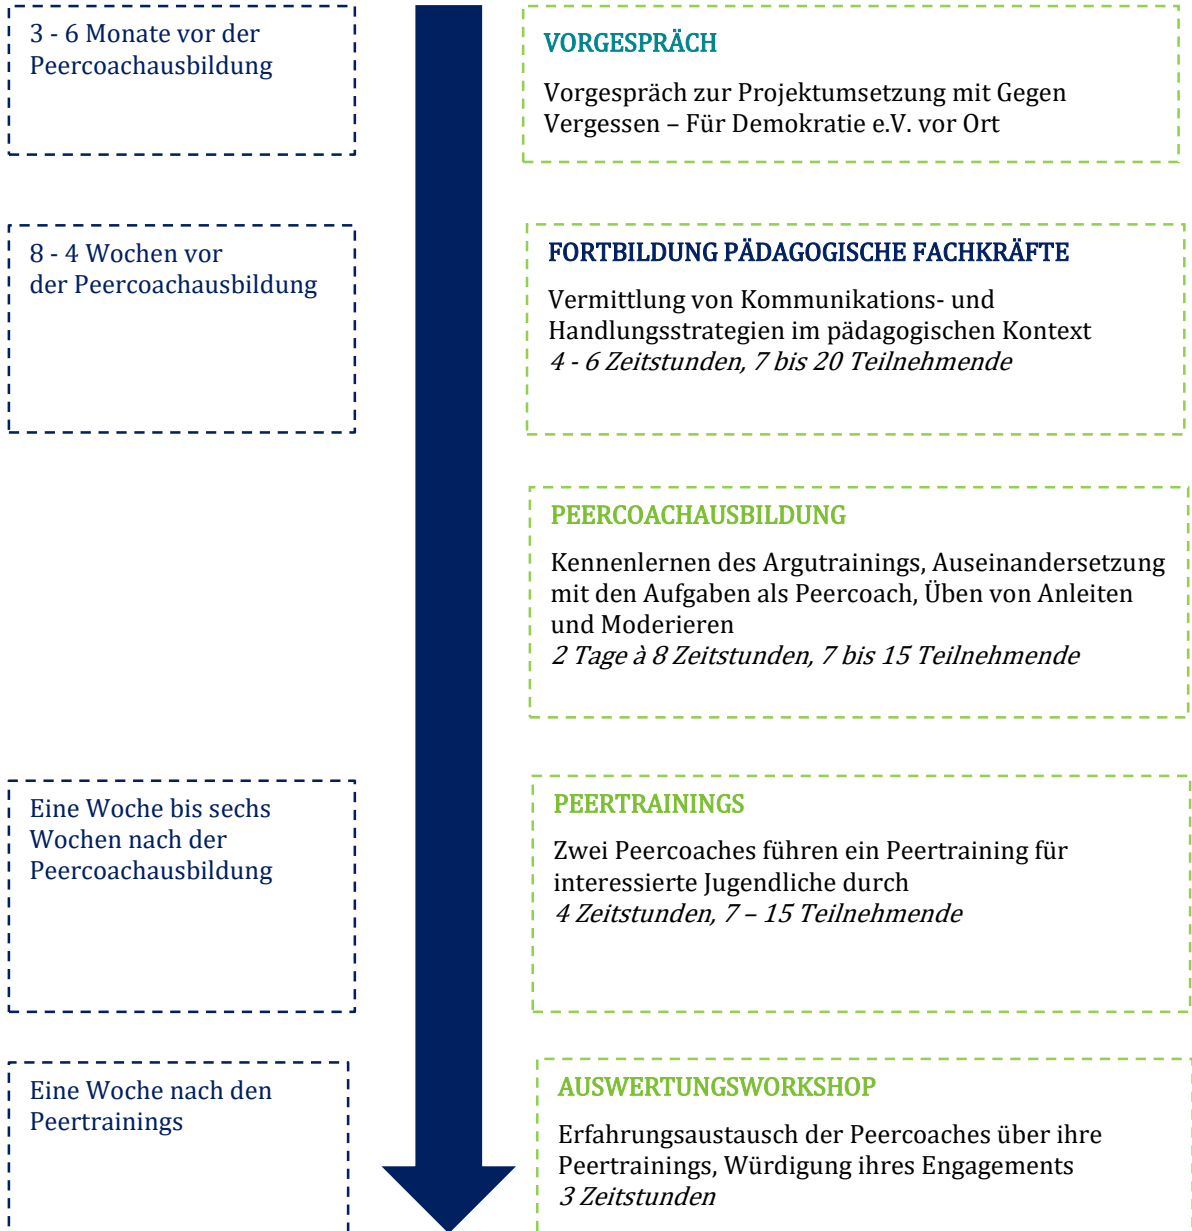 3 - 6 Monate vor der
Peercoachausbildung
VORGESPRÄCH
Vorgespräch zur Projektumsetzung mit Gegen
Vergessen – Für Demokratie e.V. vor Ort
8 - 4 Wochen vor
der Peercoachausbildung
FORTBILDUNG PÄDAGOGISCHE FACHKRÄFTE
Vermittlung von Kommunikations- und
Handlungsstrategien im pädagogischen Kontext
4 - 6 Zeitstunden, 7 bis 20 Teilnehmende
PEERCOACHAUSBILDUNG
Kennenlernen des Argutrainings, Auseinandersetzung
mit den Aufgaben als Peercoach, Üben von Anleiten
und Moderieren
2 Tage à 8 Zeitstunden, 7 bis 15 Teilnehmende
Eine Woche bis sechs
Wochen nach der
Peercoachausbildung
PEERTRAININGS
Zwei Peercoaches führen ein Peertraining für
interessierte Jugendliche durch
4 Zeitstunden, 7 – 15 Teilnehmende
Eine Woche nach den
Peertrainings
AUSWERTUNGSWORKSHOP
Erfahrungsaustausch der Peercoaches über ihre
Peertrainings, Würdigung ihres Engagements
3 Zeitstunden